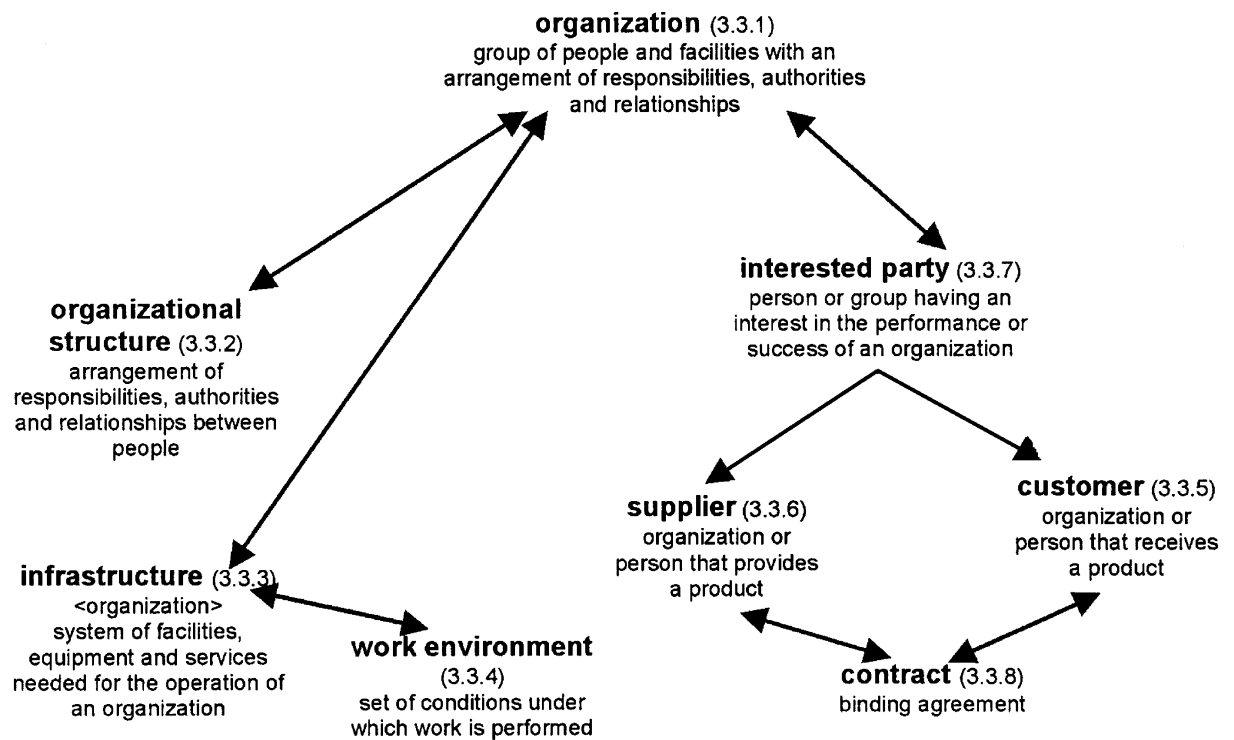 organization (3.3.1)
group of people and facilities with an
arrangement of responsibilities, authorities
and relationships
interested party (3.3.7)
person or group having an
interest in the performance or
success of an organization
organizational
structure (3.3.2)
arrangement of
responsibilities, authorities
and relationships between
people
supplier (3.3.6)
organization or
person that provides
a product
customer (3.3.5)
organization or
person that receives
a product
infrastructure (3.3.3)
<organization>
system of facilities,
equipment and services
needed for the operation of
an organization
work environment
(3.3.4)
set of conditions under
which work is performed
contract (3.3.8)
binding agreement